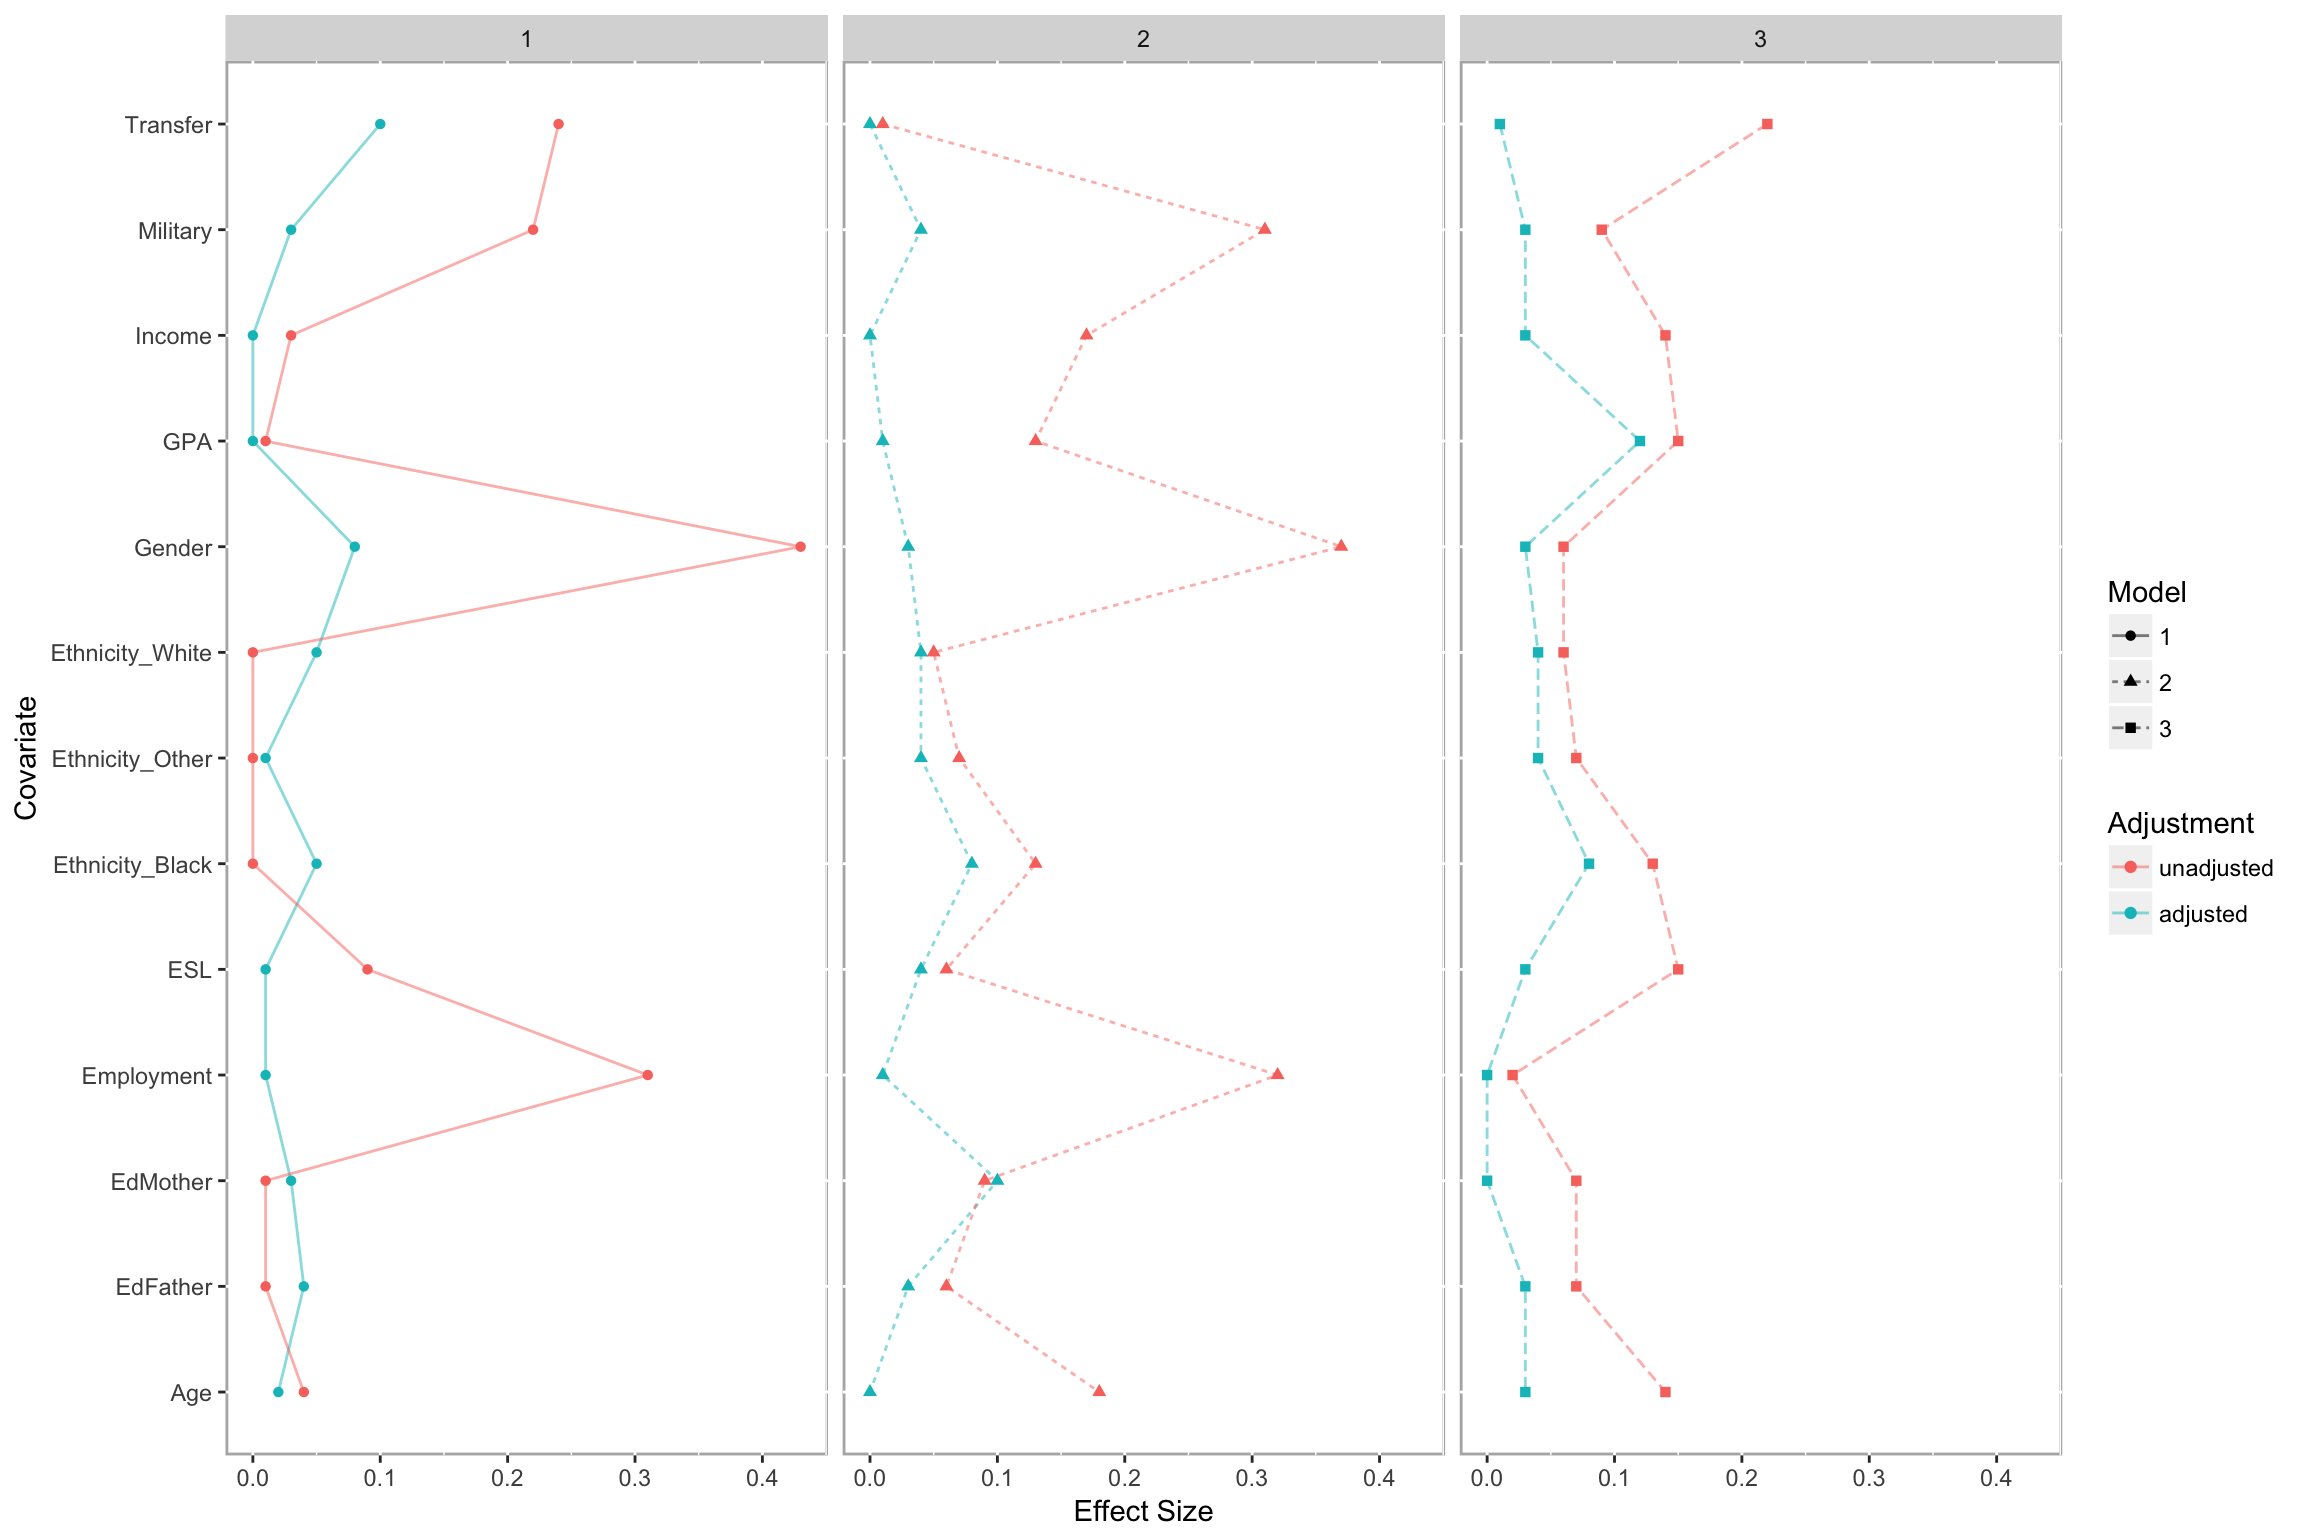 1 2 3
Transfer
Military
Income
GPA
Gender
Ethnicity_White
Ethnicity_Other
Ethnicity_Black
ESL
Employment
EdMother
EdFather
Age
Covariate
0.0 0.1 0.2 0.3 0.4 0.0 0.1 0.2 0.3 0.4 0.0 0.1 0.2 0.3 0.4
Effect Size
Model
1
2
3
Adjustment
unadjusted
adjusted